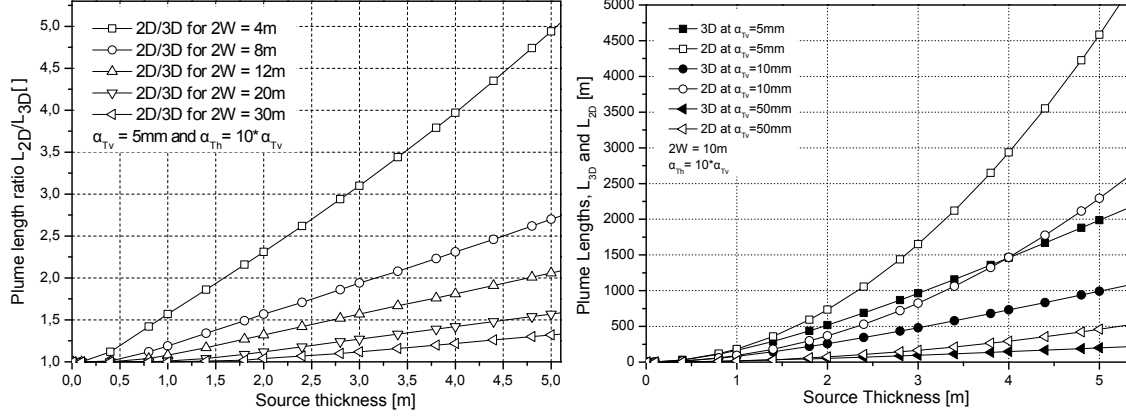 5,0
4,5
4,0
3,5
3,0
2,5
2,0
1,5
1,0
Plume length ratio L2D/L3D[ ]
2D/3D for 2W = 4m
2D/3D for 2W = 8m
2D/3D for 2W = 12m
2D/3D for 2W = 20m
2D/3D for 2W = 30m
αTv = 5mm and αTh= 10* αTv
0,0 0,5 1,0 1,5 2,0 2,5 3,0 3,5 4,0 4,5 5,0
Source thickness [m]
5000
4500
4000
3500
3000
2500
2000
1500
1000
500
0
Plume Lengths, L3D and L2D [m]
3D at αTv=5mm
2D at αTv=5mm
3D at αTv=10mm
2D at αTv=10mm
3D at αTv=50mm
2D at αTv=50mm
2W = 10m
αTh= 10*αTv
0 1 2 3 4 5
Source Thickness [m]